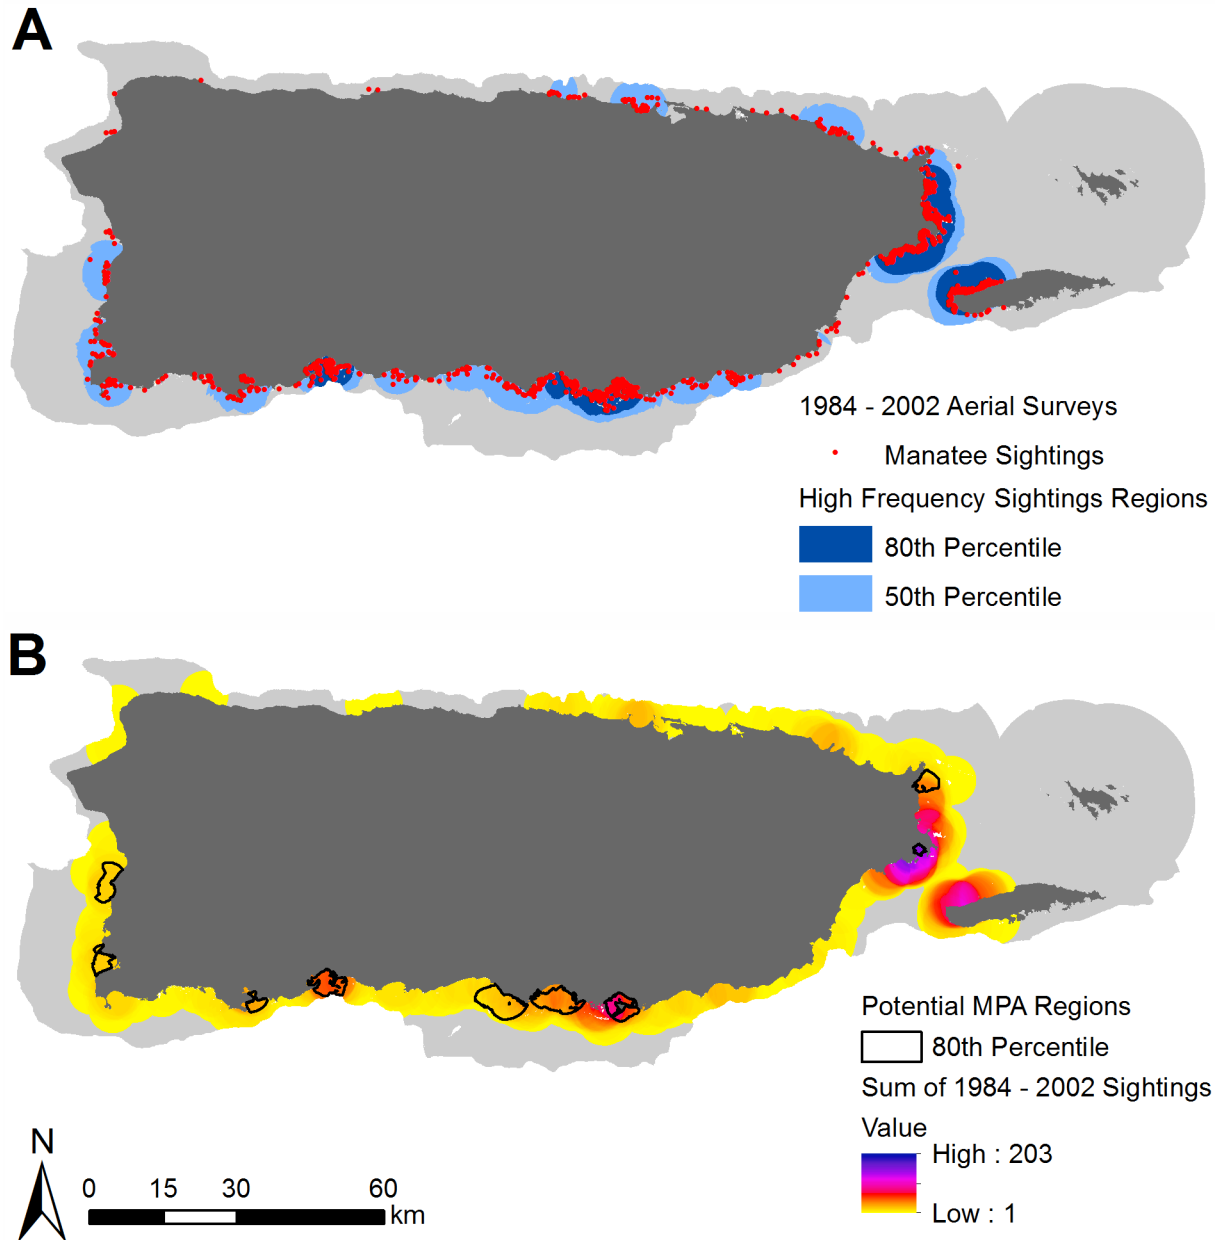 A
1984 - 2002 Aerial Surveys
Manatee Sightings
High Frequency Sightings Regions
80th Percentile
50th Percentile
B
Potential MPA Regions
80th Percentile
Sum of 1984 - 2002 Sightings
Value
High : 203
Low : 1
N
0 15 30 60
km